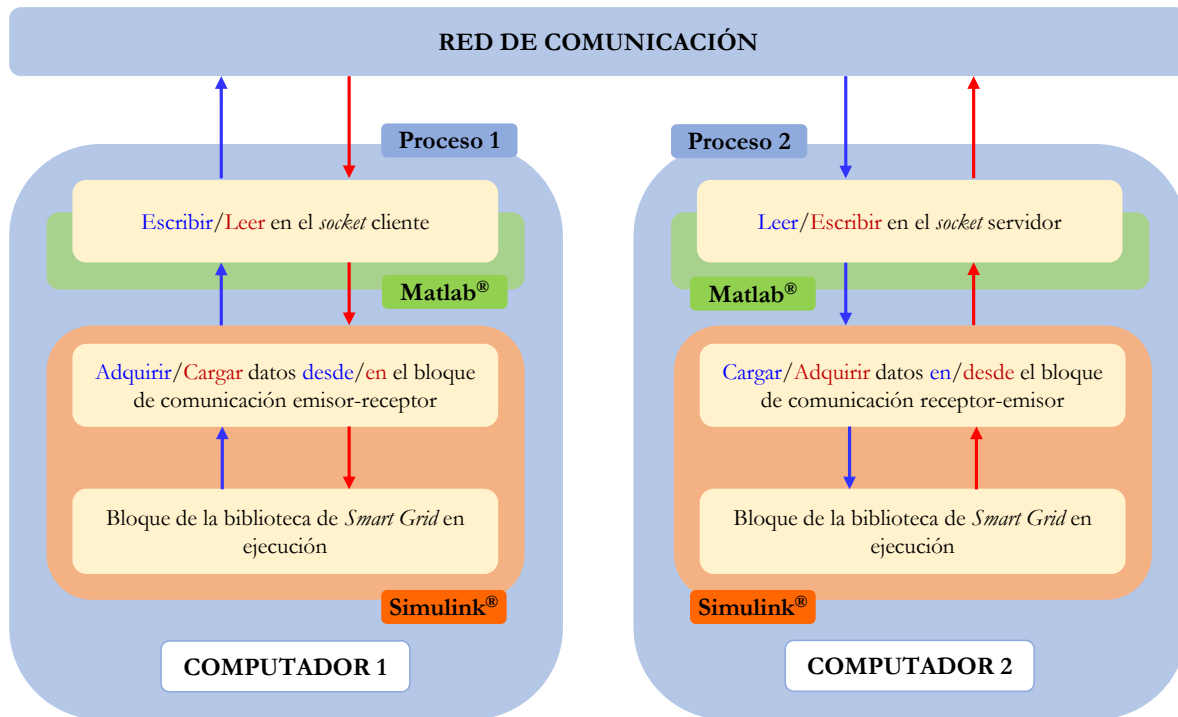 RED DE COMUNICACIÓN
Proceso 1
Escribir/Leer en el socket cliente
Matlab®
Adquirir/Cargar datos desde/en el bloque
de comunicación emisor-receptor
Bloque de la biblioteca de Smart Grid en
ejecución
Simulink®
COMPUTADOR 1
Proceso 2
Leer/Escribir en el socket servidor
Matlab®
Cargar/Adquirir datos en/desde el bloque
de comunicación receptor-emisor
Bloque de la biblioteca de Smart Grid en
ejecución
Simulink®
COMPUTADOR 2